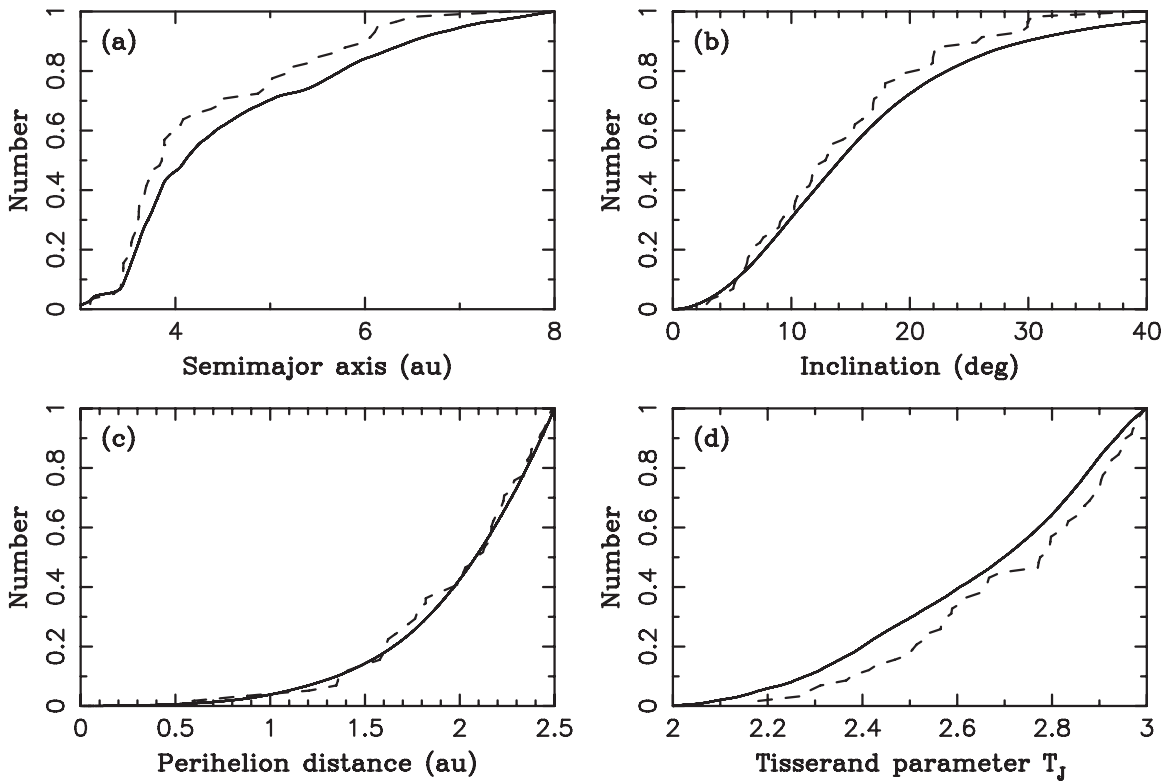 (a)
Number
0 0.2 0.4 0.6 0.8 1
4 6 8
Semimajor axis (au)
(b)
Number
0 0.2 0.4 0.6 0.8 1
0 10 20 30 40
Inclination (deg)
(c)
Number
0 0.2 0.4 0.6 0.8 1
0 0.5 1 1.5 2 2.5
Perihelion distance (au)
(d)
Number
0 0.2 0.4 0.6 0.8 1
2 2.2 2.4 2.6 2.8 3
Tisserand parameter TJ